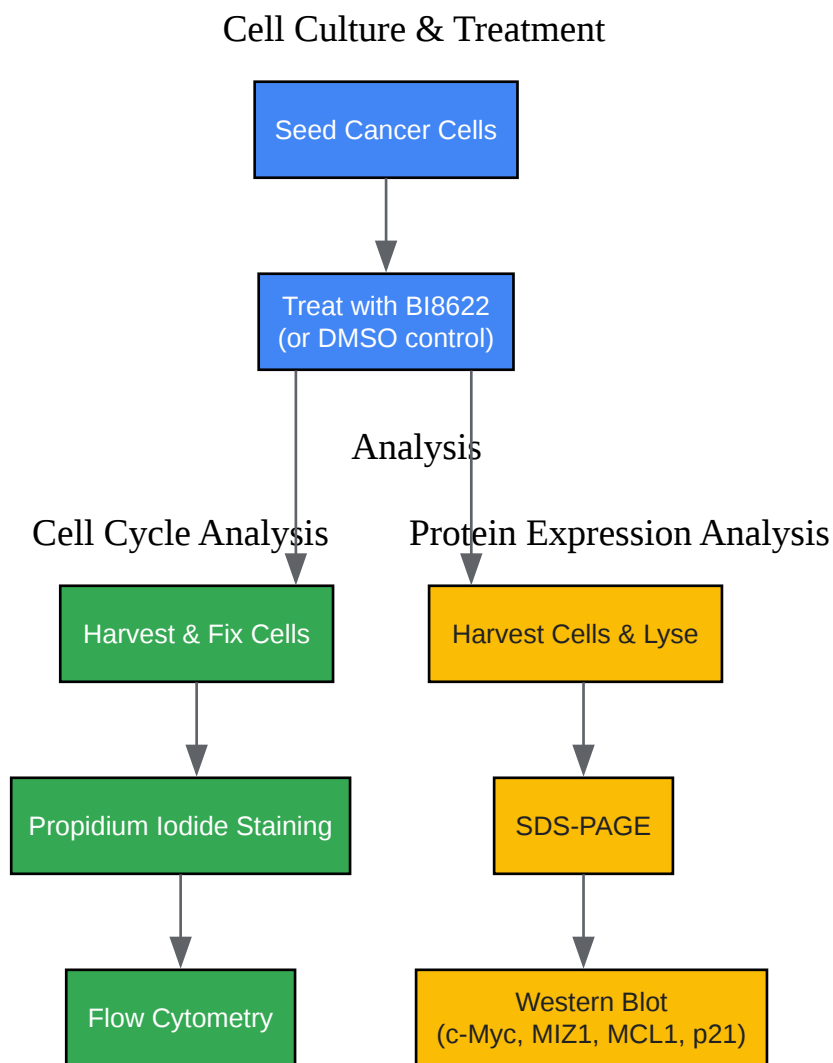 Cell Culture & Treatment
Seed Cancer Cells
Treat with BI8622
(or DMSO control)
Analysis
Cell Cycle Analysis
Protein Expression Analysis
Harvest & Fix Cells
Harvest Cells & Lyse
Propidium Iodide Staining
SDS-PAGE
Flow Cytometry
Western Blot
(c-Myc, MIZ1, MCL1, p21)